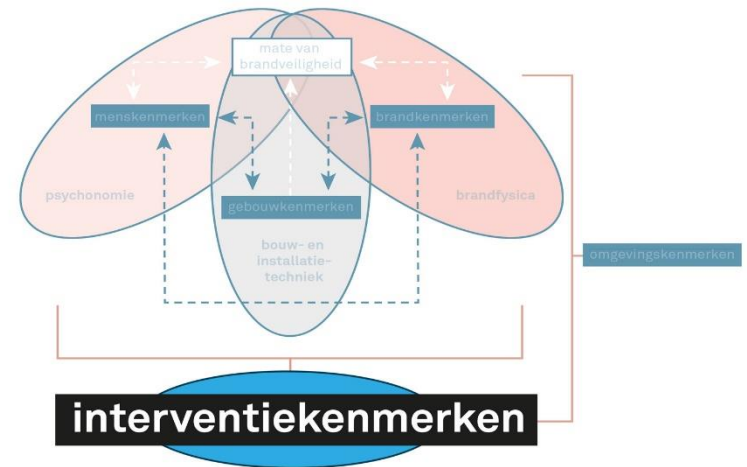 mate van
brandveiligheid
menskenmerken
brandkenmerken
psychonomie
gebouwkenmerken
brandfysica
bouw- en
installatie-
techniek
omgevingskenmerken
interventiekenmerken